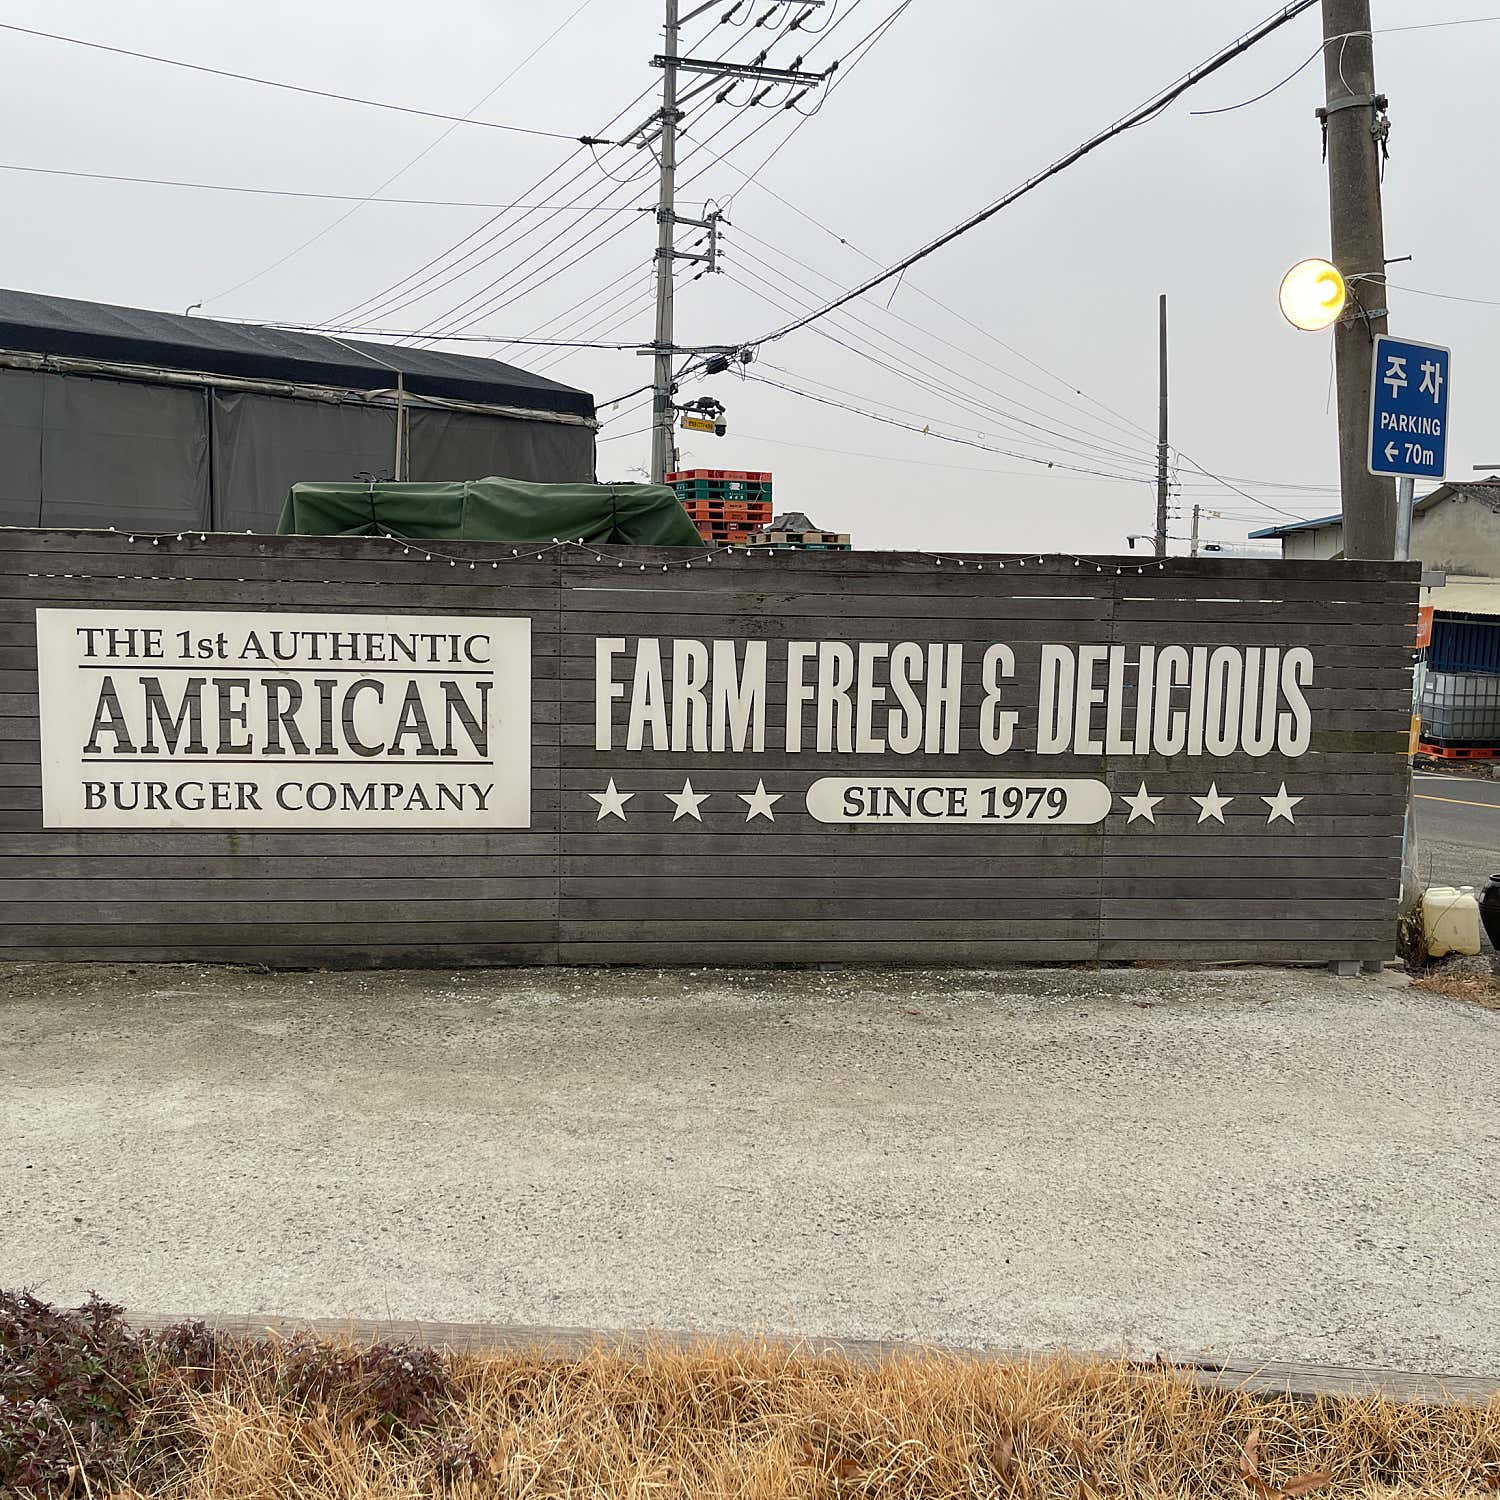 주차
PARKING
← 70m
THE 1st AUTHENTIC
AMERICAN
BURGER COMPANY
FARM FRESH & DELICIOUS
SINCE 1979